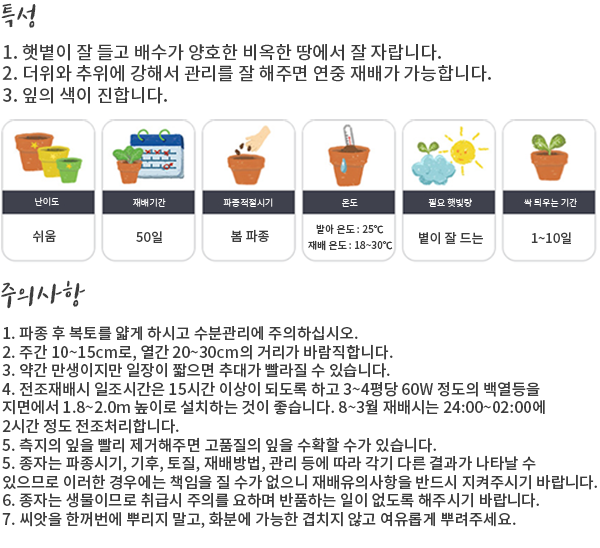 특성
1. 햇볕이 잘 들고 배수가 양호한 비옥한 땅에서 잘 자랍니다.
2. 더위와 추위에 강해서 관리를 잘 해주면 연중 재배가 가능합니다.
3. 잎의 색이 진합니다.
난이도 재배기간 파종적절시기 온도 필요 햇빛량 싹 틔우는 기간
쉬움 50일 봄 파종 발아 온도 : 25℃ 볕이 잘 드는 1~10일
재배 온도 : 18~30℃
주의사항
1. 파종 후 복토를 얇게 하시고 수분관리에 주의하십시오.
2. 주간 10~15cm로, 열간 20~30cm의 거리가 바람직합니다.
3. 약간 만생이지만 일장이 짧으면 추대가 빨라질 수 있습니다.
4. 전조재배시 일조시간은 15시간 이상이 되도록 하고 3~4평당 60W 정도의 백열등을
지면에서 1.8~2.0m 높이로 설치하는 것이 좋습니다. 8~3월 재배시는 24:00~02:00에
2시간 정도 전조처리합니다.
5. 측지의 잎을 빨리 제거해주면 고품질의 잎을 수확할 수가 있습니다.
5. 종자는 파종시기, 기후, 토질, 재배방법, 관리 등에 따라 각기 다른 결과가 나타날 수
있으므로 이러한 경우에는 책임을 질 수가 없으니 재배유의사항을 반드시 지켜주시기 바랍니다.
6. 종자는 생물이므로 취급시 주의를 요하며 반품하는 일이 없도록 해주시기 바랍니다.
7. 씨앗을 한꺼번에 뿌리지 말고, 화분에 가능한 겹치지 않고 여유롭게 뿌려주세요.